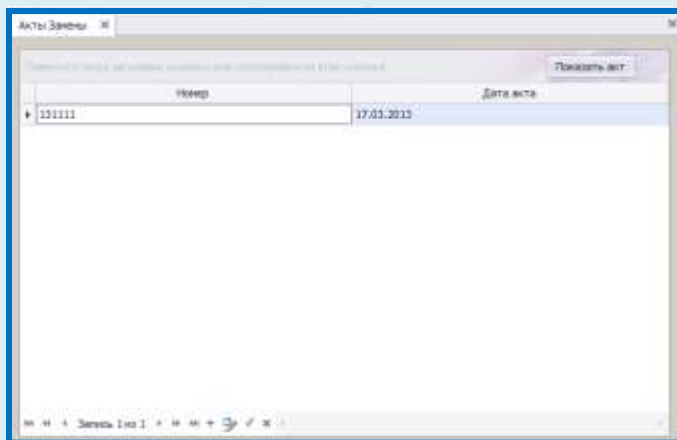 Акты Замены
Показать акт
Номер Дата акта
131111 17.03.2013
Запись 1 из 1